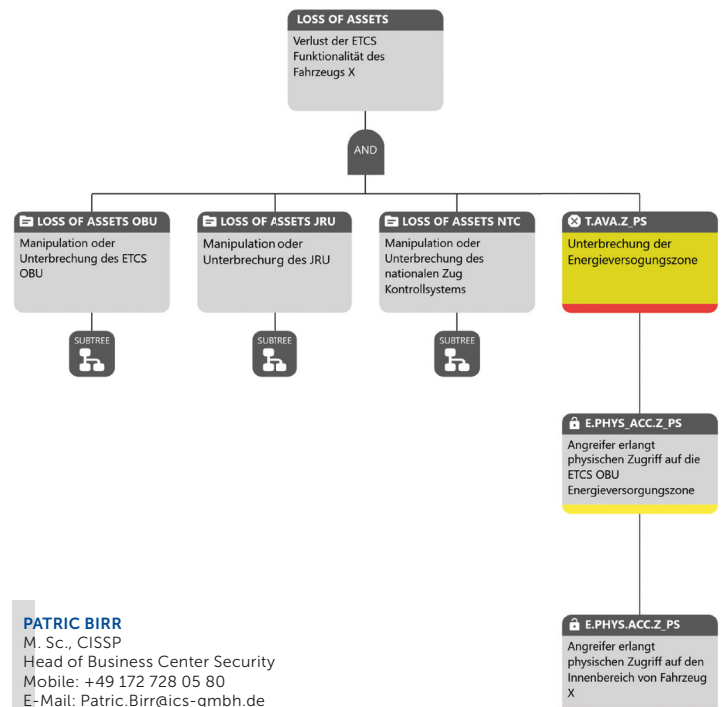 LOSS OF ASSETS
Verlust der ETCS
Funktionalität des
Fahrzeugs X
AND
LOSS OF ASSETS OBU
Manipulation oder
Unterbrechung des ETCS
OBU
SUBTREE
LOSS OF ASSETS JRU
Manipulation oder
Unterbrechung des JRU
LOSS OF ASSETS NTC
Manipulation oder
Unterbrechung des
nationalen Zug
Kontrollsystems
SUBTREE
T.AVA.Z_PS
Unterbrechung der
Energieversogungszone
E.PHYS_ACC.Z_PS
Angreifer erlangt
physischen Zugriff auf die
ETCS OBU
Energieversorgungszone
E.PHYS.ACC.Z_PS
Angreifer erlangt
physischen Zugriff auf den
Innenbereich von Fahrzeug
X
PATRIC BIRR
M. Sc., CISSP
Head of Business Center Security
Mobile: +49 172 728 05 80
E-Mail: Patric.Birr@ics-gmbh.de